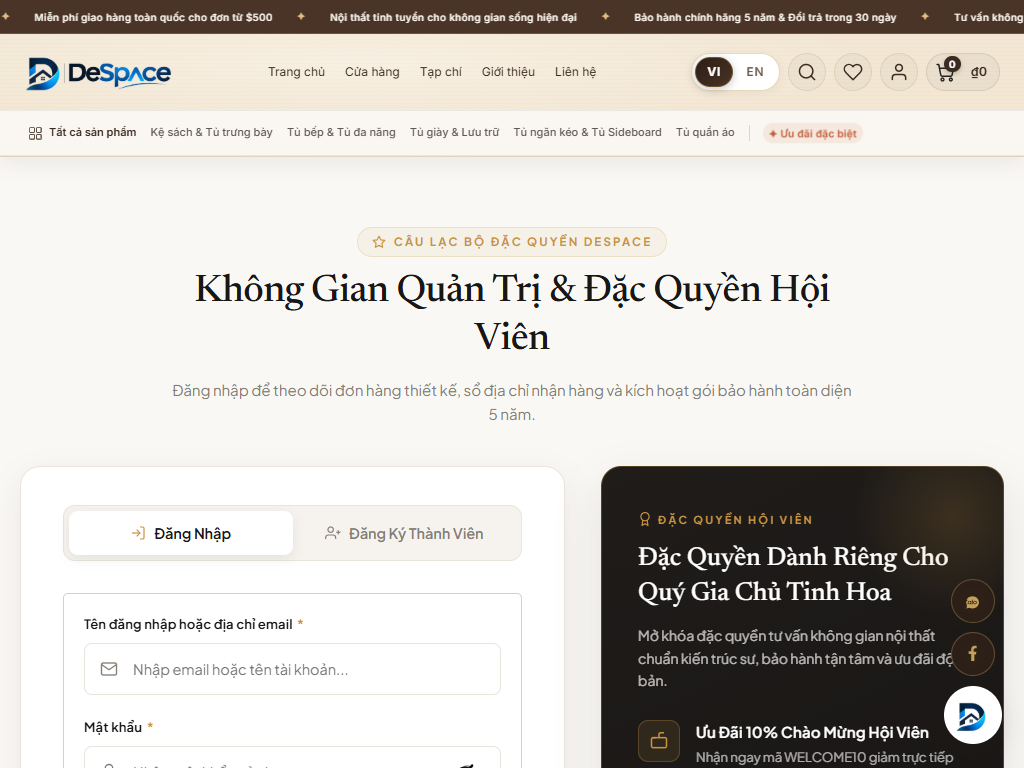 Miễn phí giao hàng toàn quốc cho đơn từ $500 ✦ Nội thất tinh tuyển cho không gian sống hiện đại ✦ Bảo hành chính hãng 5 năm & Đổi trả trong 30 ngày ✦ Tư vấn không
DeSpace
Trang chủ Cửa hàng Tạp chí Giới thiệu Liên hệ
VI EN
0
₫0
Tất cả sản phẩm Kệ sách & Tủ trưng bày Tủ bếp & Tủ đa năng Tủ giày & Lưu trữ Tủ ngăn kéo & Tủ Sideboard Tủ quần áo ✦ Ưu đãi đặc biệt
CÂU LẠC BỘ ĐẶC QUYỀN DESPACE
Không Gian Quản Trị & Đặc Quyền Hội
Viên
Đăng nhập để theo dõi đơn hàng thiết kế, sổ địa chỉ nhận hàng và kích hoạt gói bảo hành toàn diện
5 năm.
Đăng Nhập
Đăng Ký Thành Viên
Tên đăng nhập hoặc địa chỉ email *
Nhập email hoặc tên tài khoản...
Mật khẩu *
ĐẶC QUYỀN HỘI VIÊN
Đặc Quyền Dành Riêng Cho
Quý Gia Chủ Tinh Hoa
Mở khóa đặc quyền tư vấn không gian nội thất
chuẩn kiến trúc sư, bảo hành tận tâm và ưu đãi
bản.
Zalo
Ưu Đãi 10% Chào Mừng Hội Viên
Nhận ngay mã WELCOME10 giảm trực tiếp